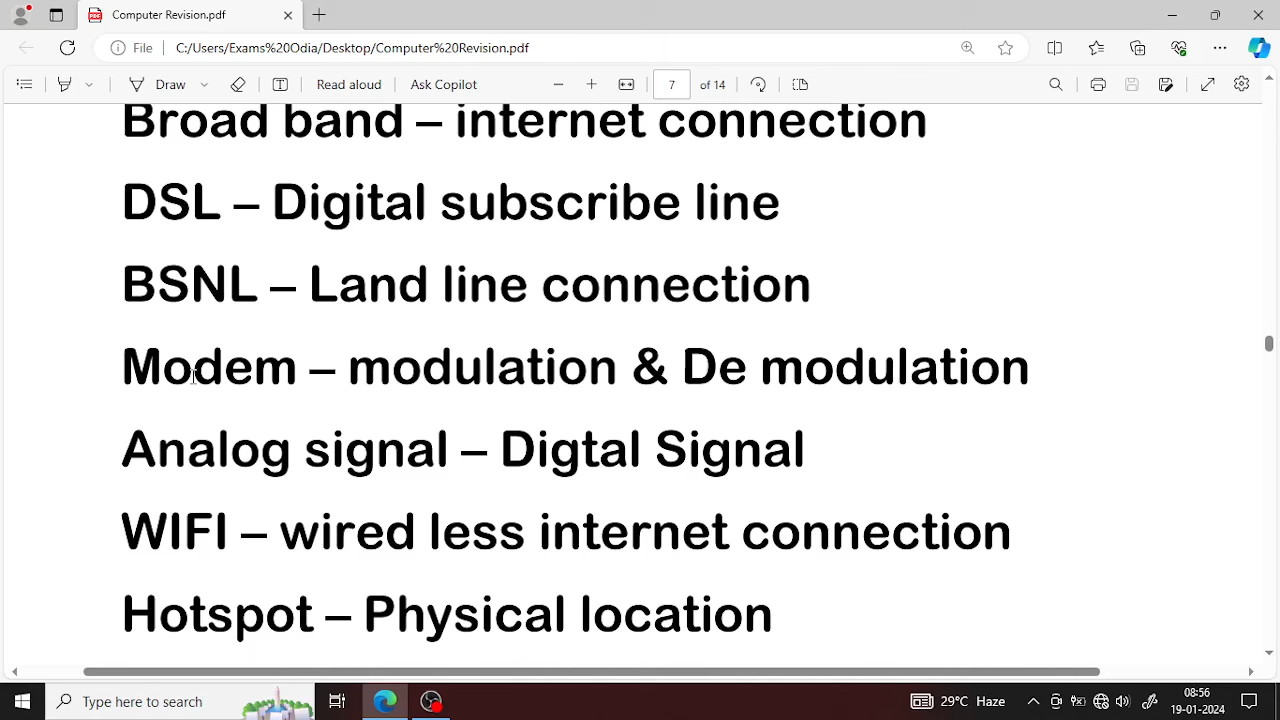 Computer Revision.pdf
File
C:/Users/Exams%20Odia/Desktop/Computer%20Revision.pdf
Draw
Read aloud
Ask Copilot
7
of 14
Broad band – internet connection
DSL – Digital subscribe line
BSNL – Land line connection
Modem – modulation & De modulation
Analog signal – Digtal Signal
WIFI – wired less internet connection
Hotspot – Physical location
Type here to search
29°C Haze
08:56
19-01-2024